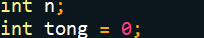 int n;
int tong = 0;